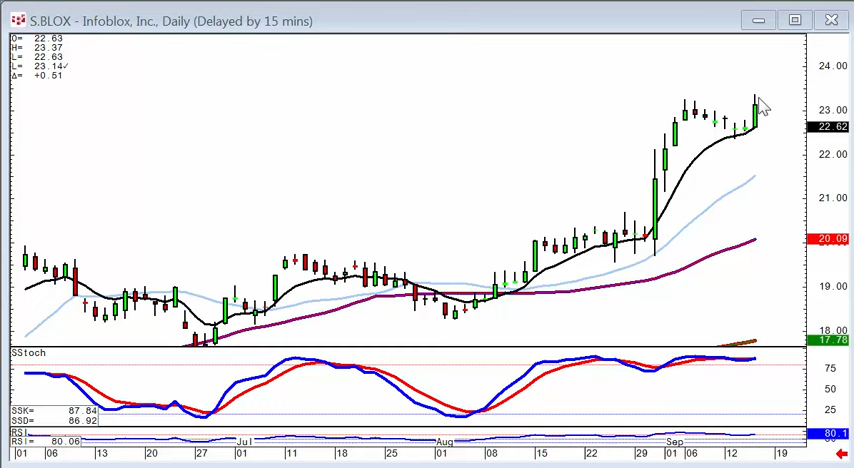 S.BLOX - Infoblox, Inc., Daily (Delayed by 15 mins)
O= 22.63
H= 23.37
L= 22.63
L= 23.14✓
Δ= +0.51
24.00
23.00
22.62
22.00
21.00
20.09
19.00
18.00
17.78
SStoch
75
50
25
SSK= 87.84
SSD= 86.92
RSI
RSI= 80.06
80.1
Jul Aug Sep
01 06 13 20 27 01 05 11 18 25 01 08 15 22 29 01 06 12 19